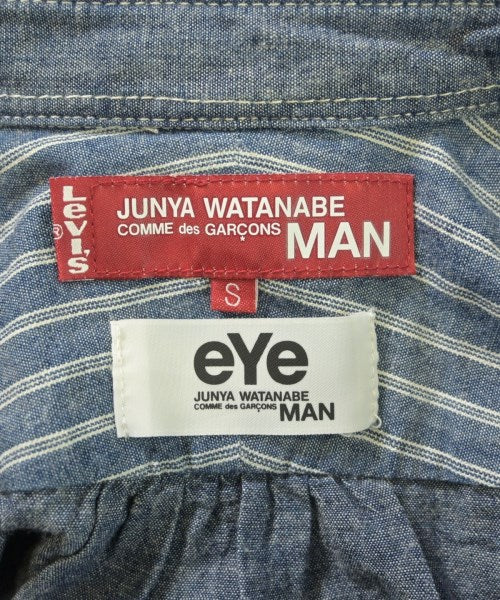 Levi's
®
JUNYA WATANABE
COMME des GARÇONS MAN
S
eYe
JUNYA WATANABE
COMME des GARÇONS MAN